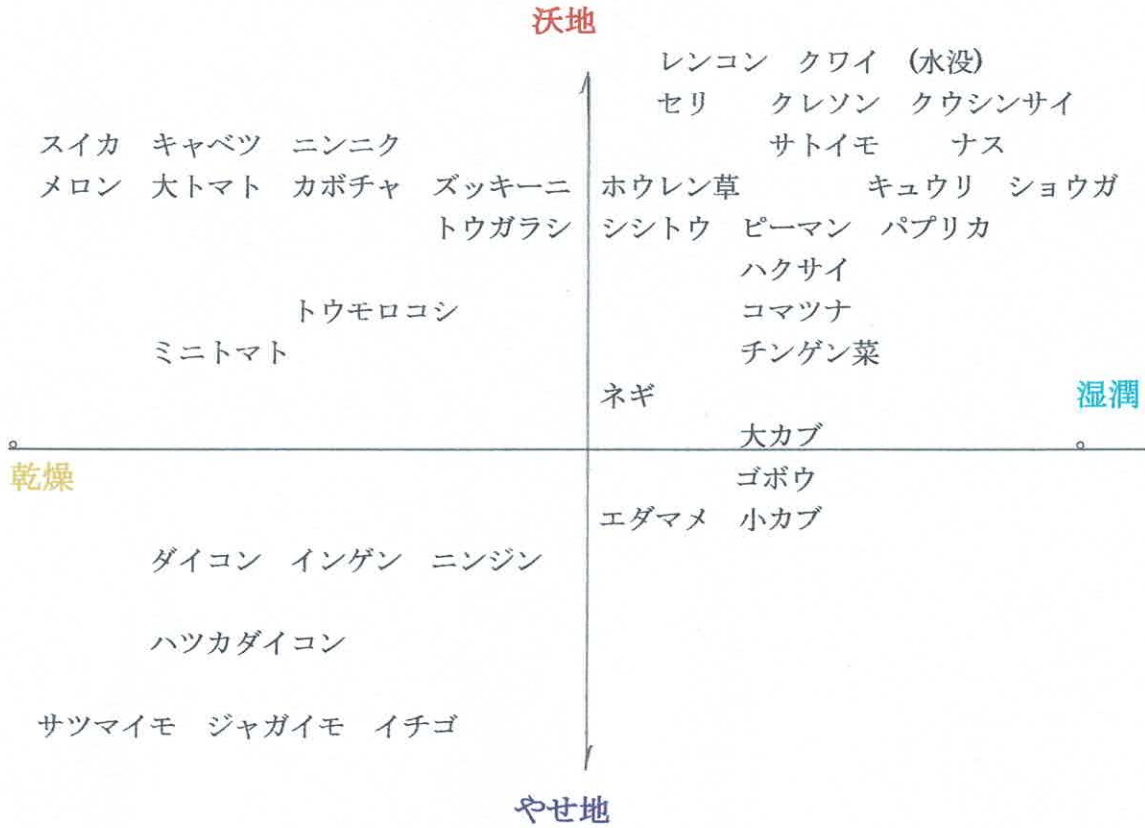 沃地
レンコン クワイ (水没)
セリ クレソン クウシンサイ
スイカ キャベツ ニンニク サトイモ ナス
メロン 大トマト カボチャ ズッキーニ ホウレン草 キュウリ ショウガ
トウガラシ シシトウ ピーマン パプリカ
ハクサイ
トウモロコシ コマツナ
ミニトマト チンゲン菜
ネギ 湿潤
大カブ
乾燥 ゴボウ
エダマメ 小カブ
ダイコン インゲン ニンジン
ハツカダイコン
サツマイモ ジャガイモ イチゴ
やせ地